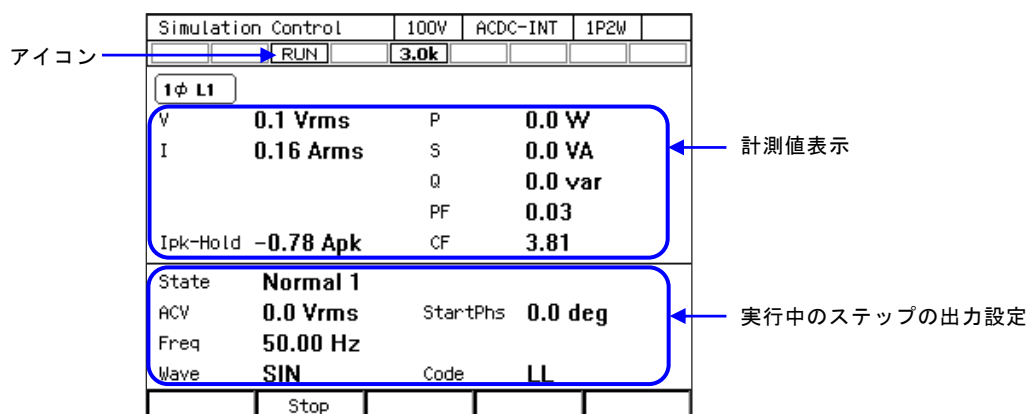 Simulation Control 100V ACDC-INT 1P2W
アイコン RUN 3.0k
1φ L1
V 0.1 Vrms P 0.0 W
計測値表示
I 0.16 Arms S 0.0 VA
Q 0.0 var
PF 0.03
Ipk-Hold -0.78 Apk CF 3.81
State Normal 1
ACV 0.0 Vrms StartPhs 0.0 deg
実行中のステップの出力設定
Freq 50.00 Hz
Wave SIN Code LL
Stop